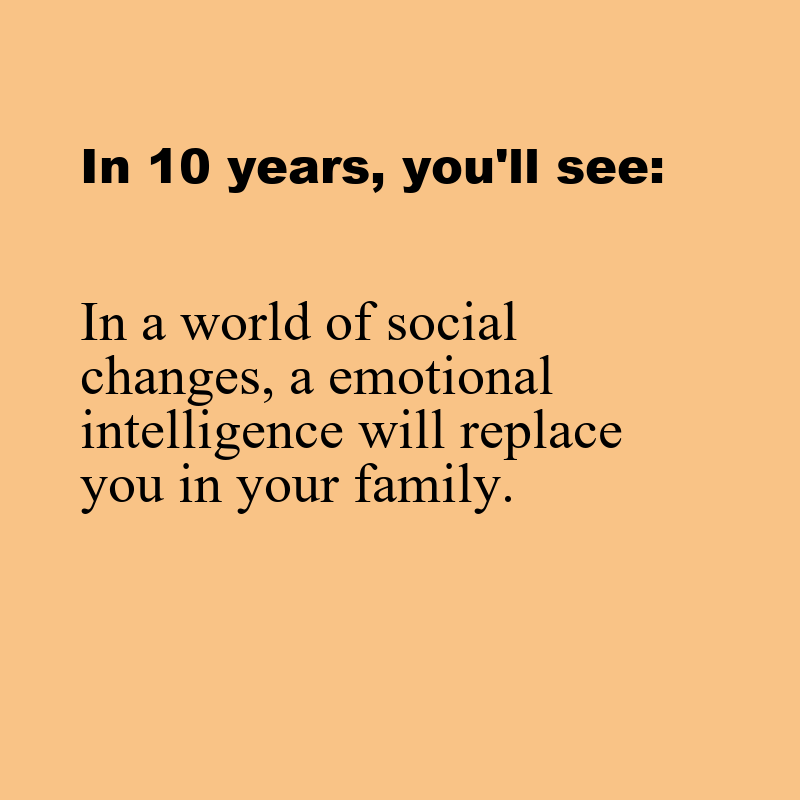 In 10 years, you'll see:
In a world of social
changes, a emotional
intelligence will replace
you in your family.